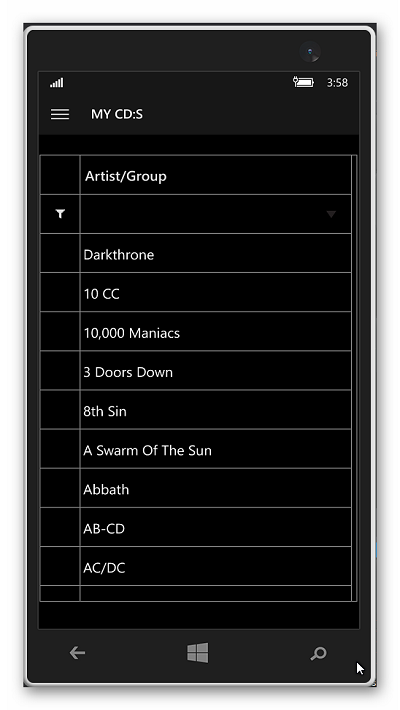 3:58
MY CD:S
Artist/Group
Darkthrone
10 CC
10,000 Maniacs
3 Doors Down
8th Sin
A Swarm Of The Sun
Abbath
AB-CD
AC/DC